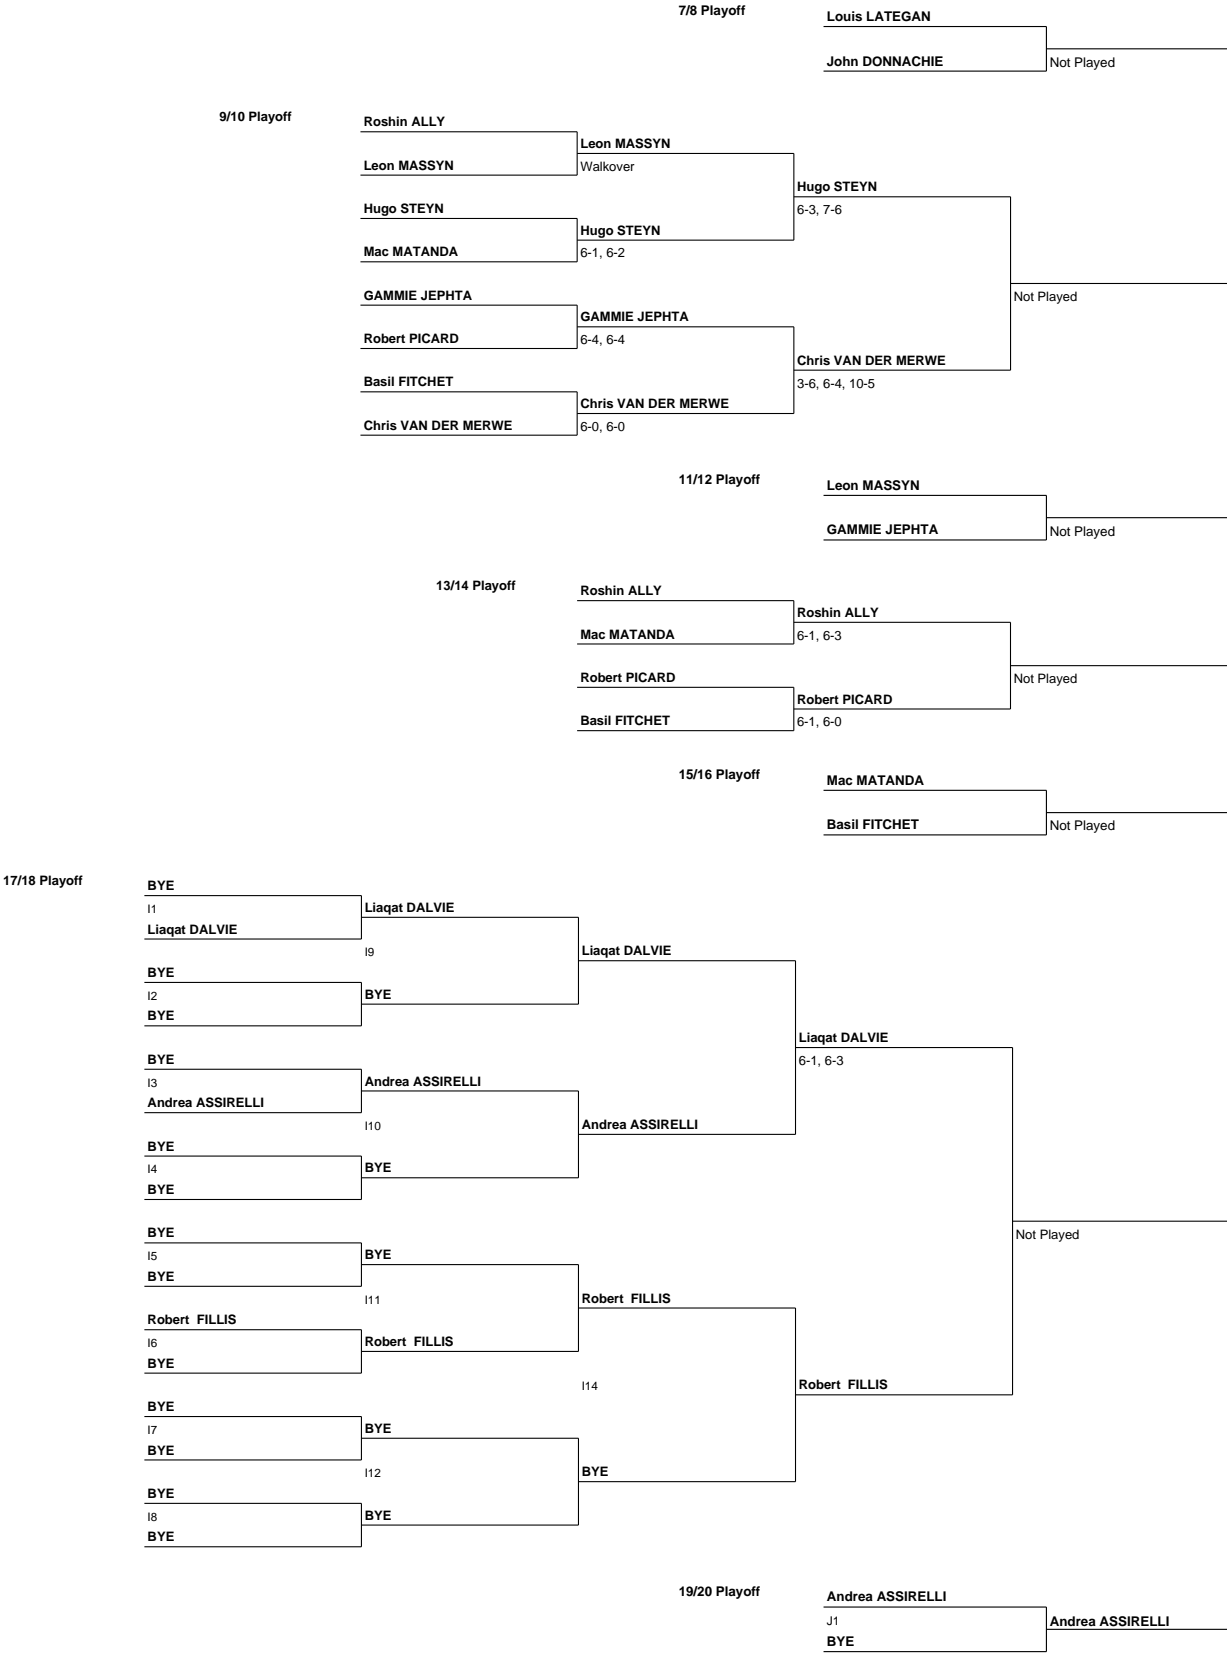 7/8 Playoff
Louis LATEGAN
John DONNACHIE
Not Played
9/10 Playoff
Roshin ALLY
Leon MASSYN
Leon MASSYN
Walkover
Hugo STEYN
6-3, 7-6
Hugo STEYN
Hugo STEYN
Mac MATANDA
6-1, 6-2
GAMMIE JEPHTA
Not Played
GAMMIE JEPHTA
Robert PICARD
6-4, 6-4
Chris VAN DER MERWE
3-6, 6-4, 10-5
Basil FITCHET
Chris VAN DER MERWE
Chris VAN DER MERWE
6-0, 6-0
11/12 Playoff
Leon MASSYN
GAMMIE JEPHTA
Not Played
13/14 Playoff
Roshin ALLY
Roshin ALLY
Mac MATANDA
6-1, 6-3
Robert PICARD
Not Played
Robert PICARD
Basil FITCHET
6-1, 6-0
15/16 Playoff
Mac MATANDA
Basil FITCHET
Not Played
17/18 Playoff
BYE
I1
Liaqat DALVIE
Liaqat DALVIE
I9
Liaqat DALVIE
BYE
I2
BYE
BYE
Liaqat DALVIE
6-1, 6-3
BYE
I3
Andrea ASSIRELLI
Andrea ASSIRELLI
I10
Andrea ASSIRELLI
BYE
I4
BYE
BYE
BYE
Not Played
I5
BYE
BYE
I11
Robert FILLIS
Robert FILLIS
I6
Robert FILLIS
BYE
I14
Robert FILLIS
BYE
I7
BYE
BYE
I12
BYE
BYE
I8
BYE
BYE
19/20 Playoff
Andrea ASSIRELLI
J1
Andrea ASSIRELLI
BYE